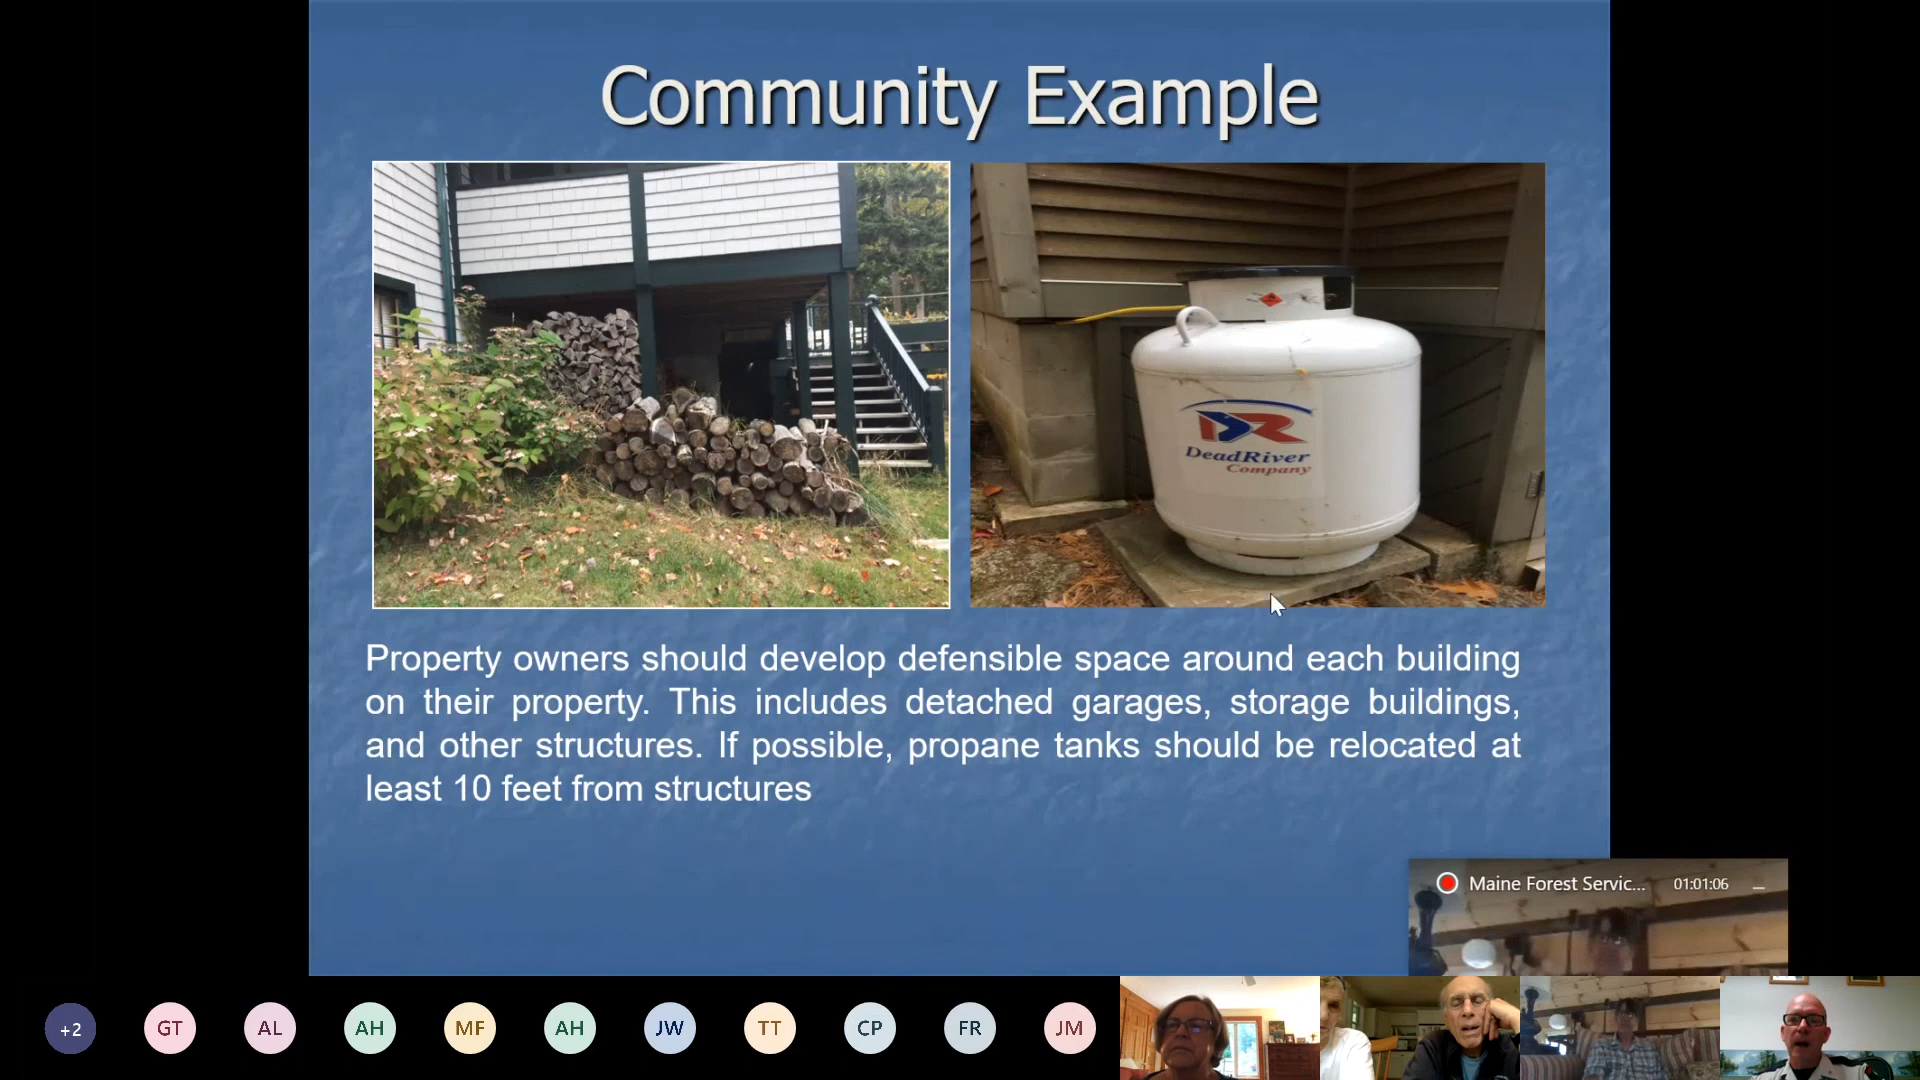 Community Example
DeadRiver
Company
Property owners should develop defensible space around each building
on their property. This includes detached garages, storage buildings,
and other structures. If possible, propane tanks should be relocated at
least 10 feet from structures
Maine Forest Servic... 01:01:06
+2 GT AL AH MF AH JW TT CP FR JM